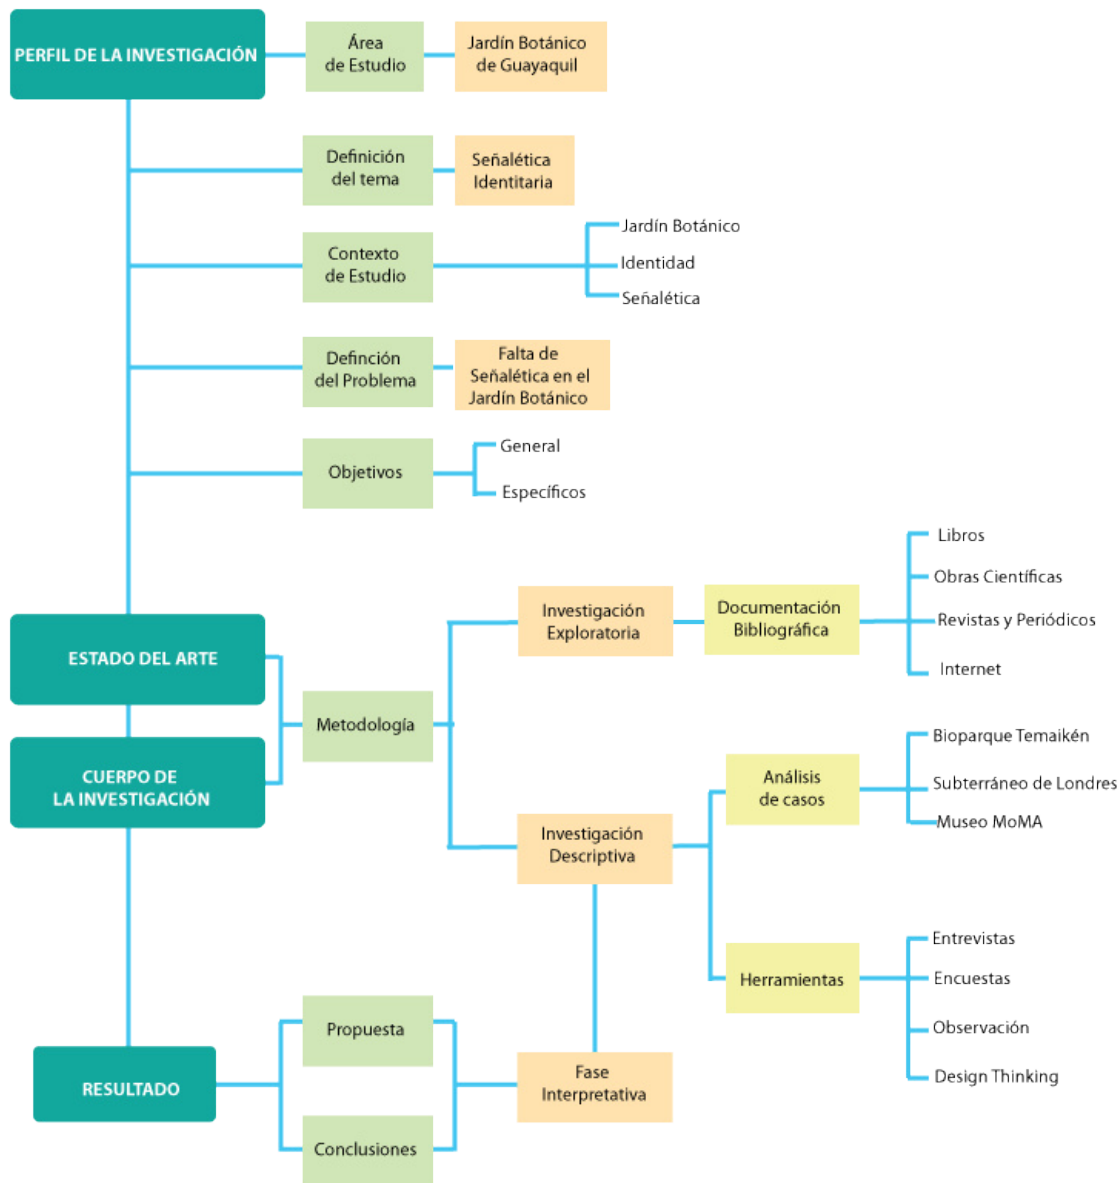 PERFIL DE LA INVESTIGACIÓN
Área
de Estudio
Jardín Botánico
de Guayaquil
Definición
del tema
Señalética
Identitaria
Contexto
de Estudio
Jardín Botánico
Identidad
Señalética
Definción
del Problema
Falta de
Señalética en el
Jardín Botánico
Objetivos
General
Específicos
ESTADO DEL ARTE
CUERPO DE
LA INVESTIGACIÓN
Metodología
Investigación
Exploratoria
Documentación
Bibliográfica
Libros
Obras Científicas
Revistas y Periódicos
Internet
Investigación
Descriptiva
Análisis
de casos
Bioparque Temaikén
Subterráneo de Londres
Museo MoMA
Herramientas
Entrevistas
Encuestas
Observación
Design Thinking
RESULTADO
Propuesta
Conclusiones
Fase
Interpretativa